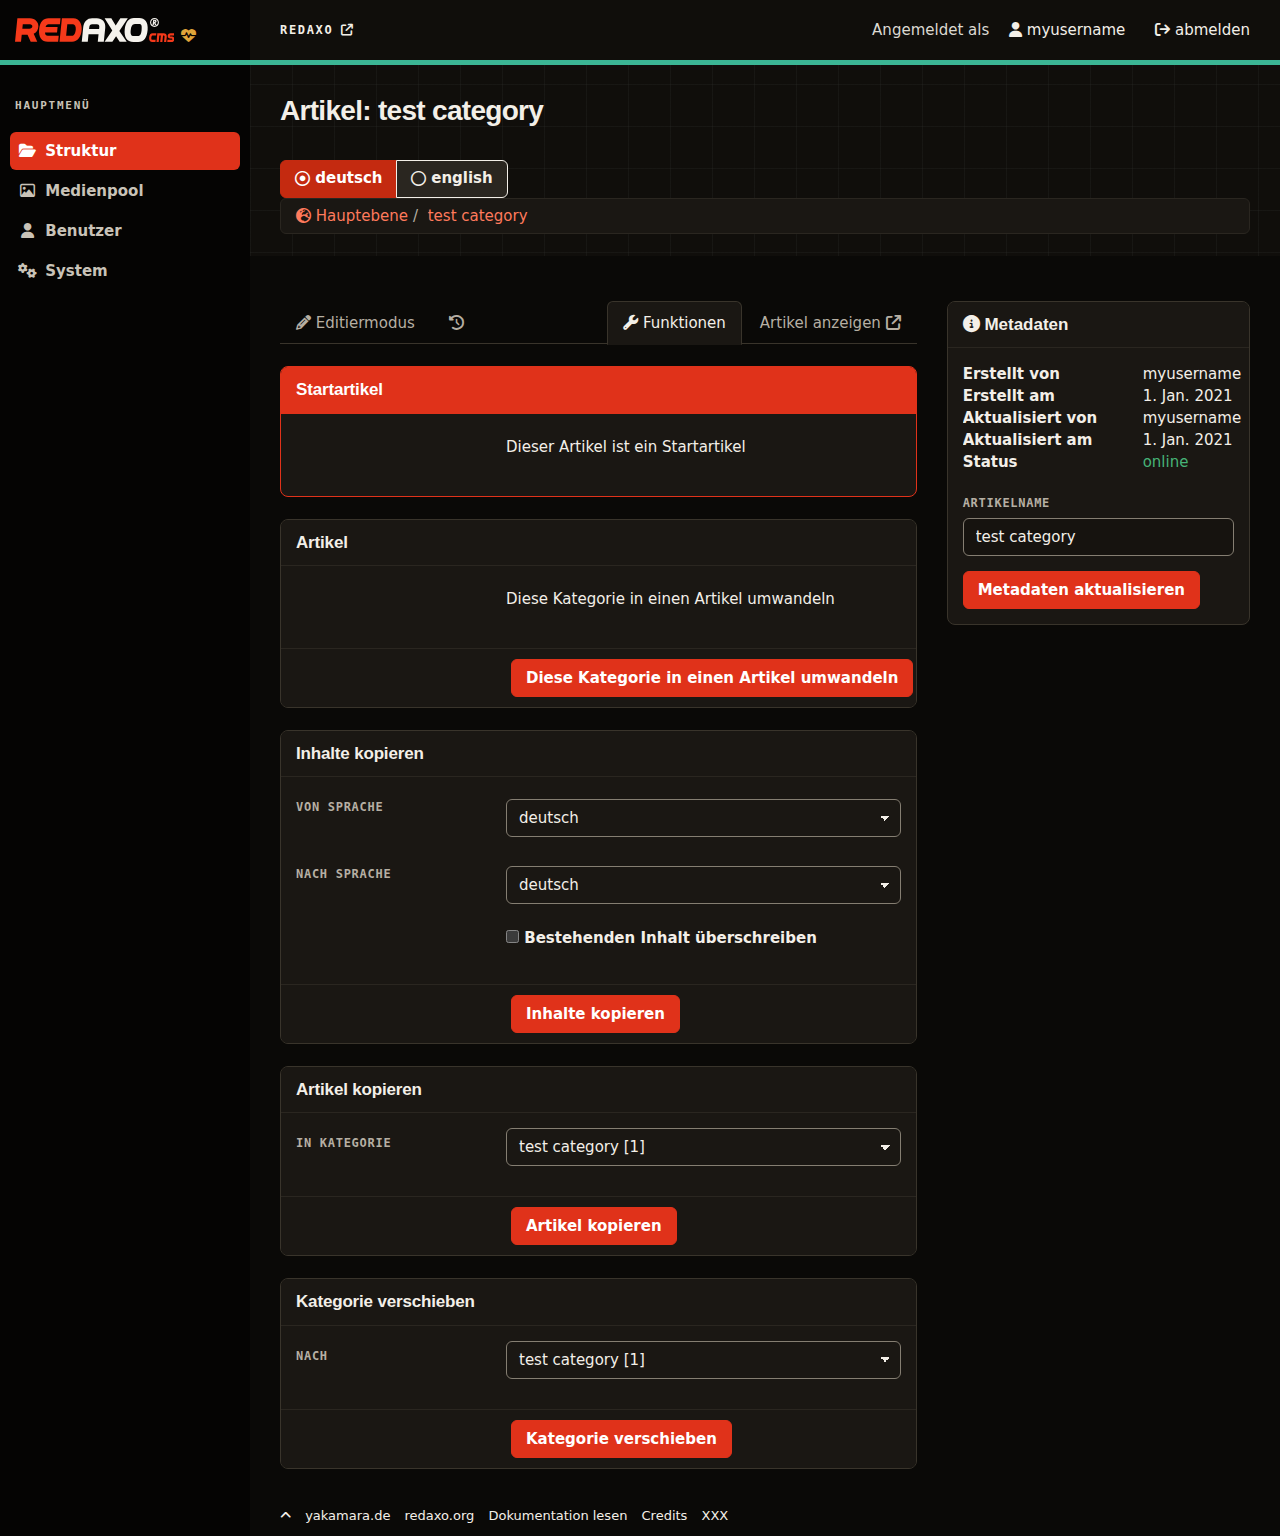 REDAXO® cms
REDAXO
Angemeldet als myusername abmelden
HAUPTMENÜ
Struktur
Medienpool
Benutzer
System
Artikel: test category
deutsch english
Hauptebene / test category
Editiermodus Funktionen Artikel anzeigen
Startartikel
Dieser Artikel ist ein Startartikel
Artikel
Diese Kategorie in einen Artikel umwandeln
Diese Kategorie in einen Artikel umwandeln
Inhalte kopieren
VON SPRACHE deutsch
NACH SPRACHE deutsch
Bestehenden Inhalt überschreiben
Inhalte kopieren
Artikel kopieren
IN KATEGORIE test category [1]
Artikel kopieren
Kategorie verschieben
NACH test category [1]
Kategorie verschieben
Metadaten
Erstellt von myusername
Erstellt am 1. Jan. 2021
Aktualisiert von myusername
Aktualisiert am 1. Jan. 2021
Status online
ARTIKELNAME
test category
Metadaten aktualisieren
yakamara.de redaxo.org Dokumentation lesen Credits XXX